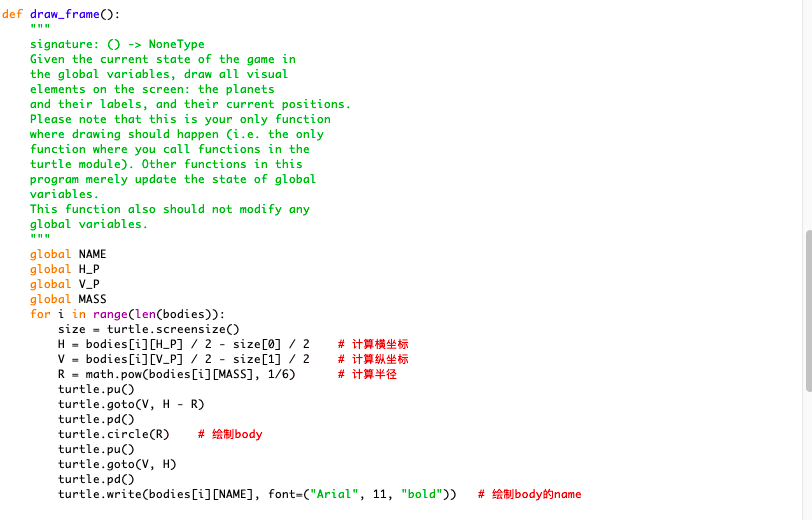 def draw_frame():
    """
    signature: () -> NoneType
    Given the current state of the game in
    the global variables, draw all visual
    elements on the screen: the planets
    and their labels, and their current positions.
    Please note that this is your only function
    where drawing should happen (i.e. the only
    function where you call functions in the
    turtle module). Other functions in this
    program merely update the state of global
    variables.
    This function also should not modify any
    global variables.
    """
    global NAME
    global H_P
    global V_P
    global MASS
    for i in range(len(bodies)):
        size = turtle.screensize()
        H = bodies[i][H_P] / 2 - size[0] / 2    # 计算横坐标
        V = bodies[i][V_P] / 2 - size[1] / 2    # 计算纵坐标
        R = math.pow(bodies[i][MASS], 1/6)      # 计算半径
        turtle.pu()
        turtle.goto(V, H - R)
        turtle.pd()
        turtle.circle(R)    # 绘制body
        turtle.pu()
        turtle.goto(V, H)
        turtle.pd()
        turtle.write(bodies[i][NAME], font=("Arial", 11, "bold"))   # 绘制body的name